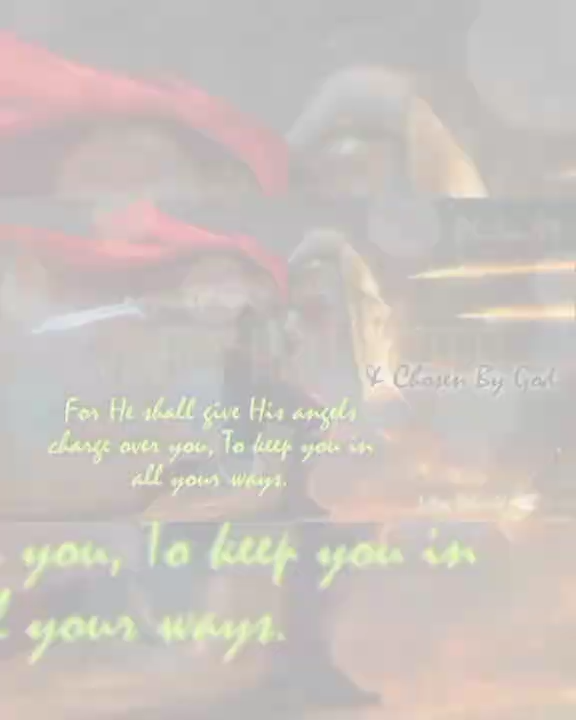 & Chosen By God
For He shall give His angels
charge over you, To keep you in
all your ways.
you, To keep you in
your ways.